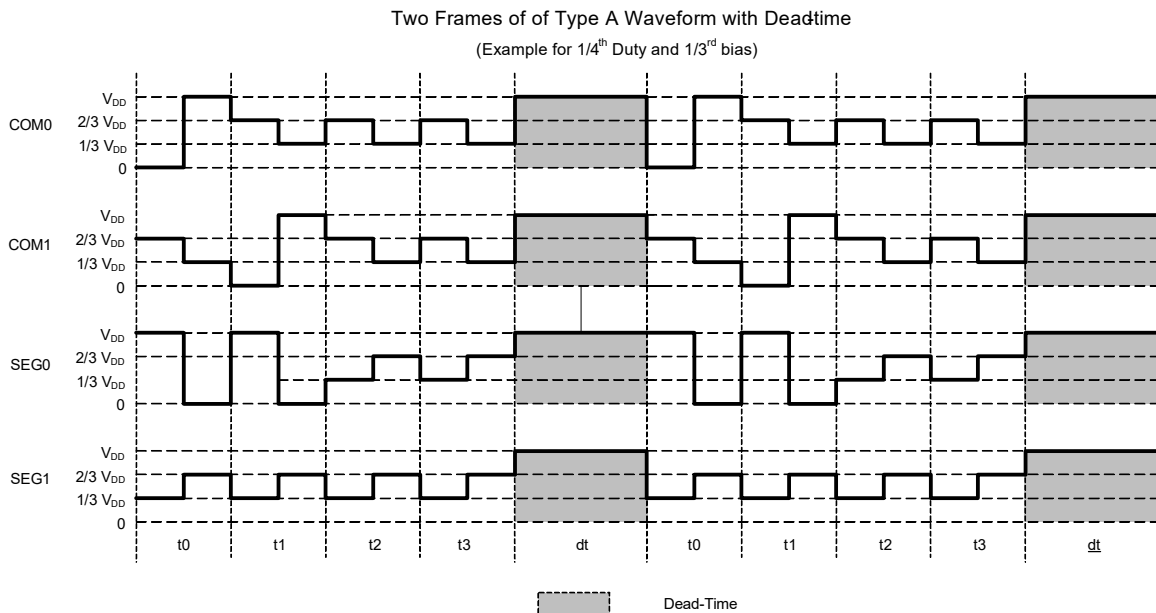 Two Frames of of Type A Waveform with Dead-time
(Example for 1/4th Duty and 1/3rd bias)
VDD
COM0
2/3 VDD
1/3 VDD
0
VDD
COM1
2/3 VDD
1/3 VDD
0
VDD
SEG0
2/3 VDD
1/3 VDD
0
VDD
SEG1
2/3 VDD
1/3 VDD
0
t0 t1 t2 t3 dt t0 t1 t2 t3 dt
Dead-Time